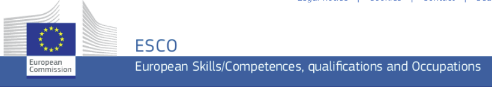 ESCO
European Skills/Competences, qualifications and Occupations
European
Commission